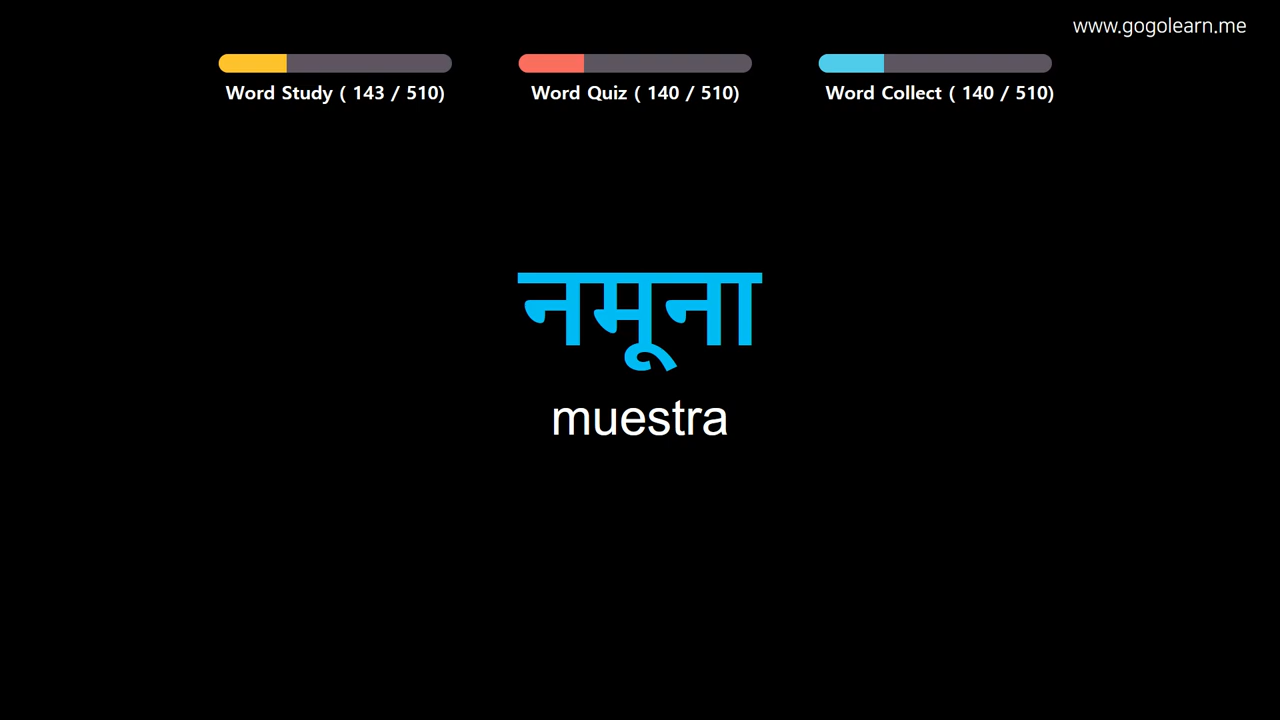 www.gogolearn.me
Word Study ( 143 / 510)
Word Quiz ( 140 / 510)
Word Collect ( 140 / 510)
नमूना
muestra